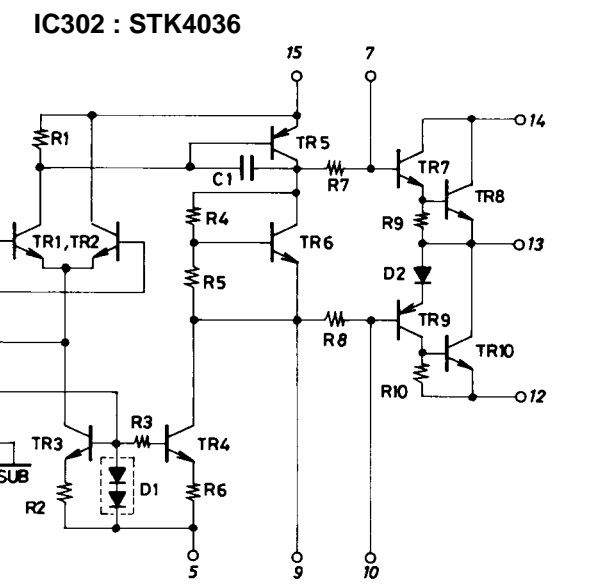 IC302 : STK4036
15
7
14
R1
TR5
C1
R7
TR7
TR8
R4
R9
TR1,TR2
TR6
13
D2
R5
TR9
R8
TR10
R10
12
R3
TR3
TR4
SUB
D1
R6
R2
5
9
10